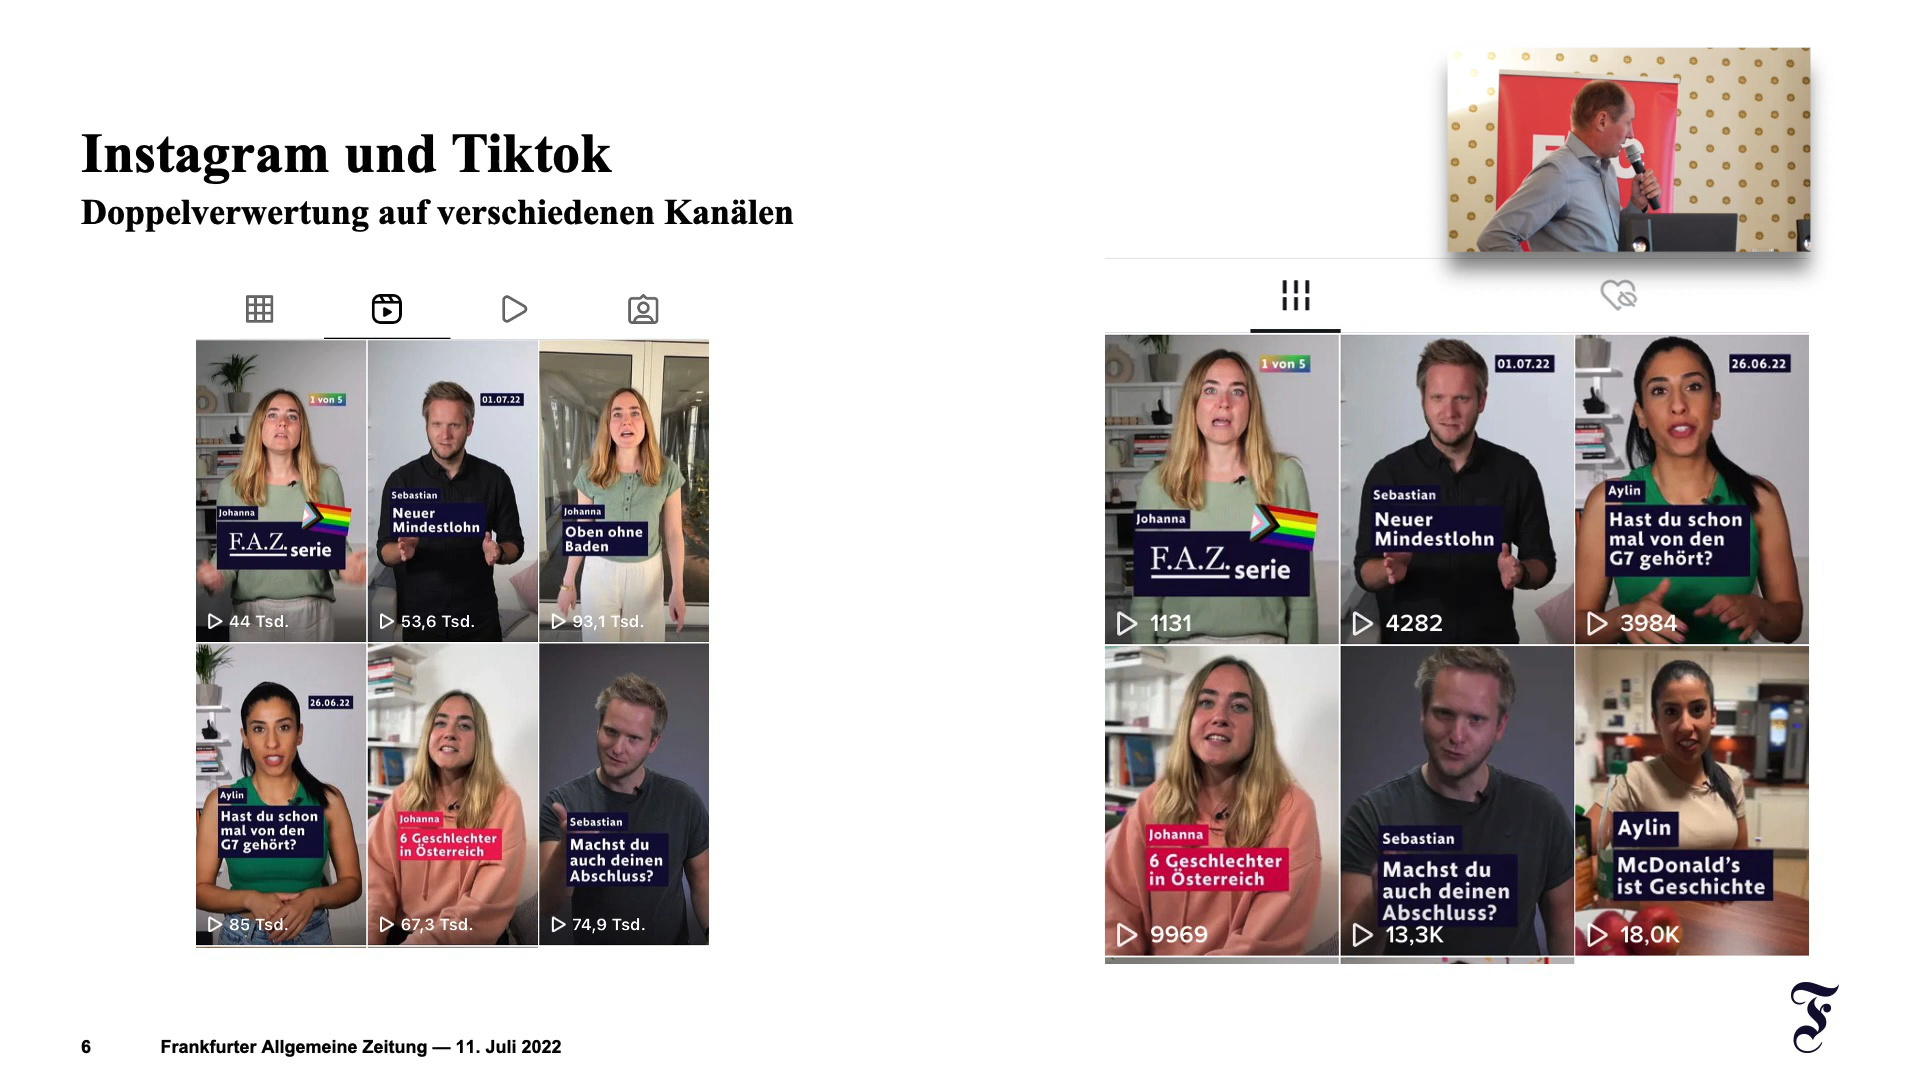 Instagram und Tiktok
Doppelverwertung auf verschiedenen Kanälen
1 von 5
Johanna
F.A.Z. serie
44 Tsd.
01.07.22
Sebastian
Neuer
Mindestlohn
53,6 Tsd.
Johanna
Oben ohne
Baden
93,1 Tsd.
26.06.22
Aylin
Hast du schon
mal von den
G7 gehört?
85 Tsd.
Johanna
6 Geschlechter
in Österreich
67,3 Tsd.
Sebastian
Machst du
auch deinen
Abschluss?
74,9 Tsd.
1 von 5
Johanna
F.A.Z. serie
1131
01.07.22
Sebastian
Neuer
Mindestlohn
4282
26.06.22
Aylin
Hast du schon
mal von den
G7 gehört?
3984
Johanna
6 Geschlechter
in Österreich
9969
Sebastian
Machst du
auch deinen
Abschluss?
13,3K
Aylin
McDonald's
ist Geschichte
18,0K
6 Frankfurter Allgemeine Zeitung — 11. Juli 2022